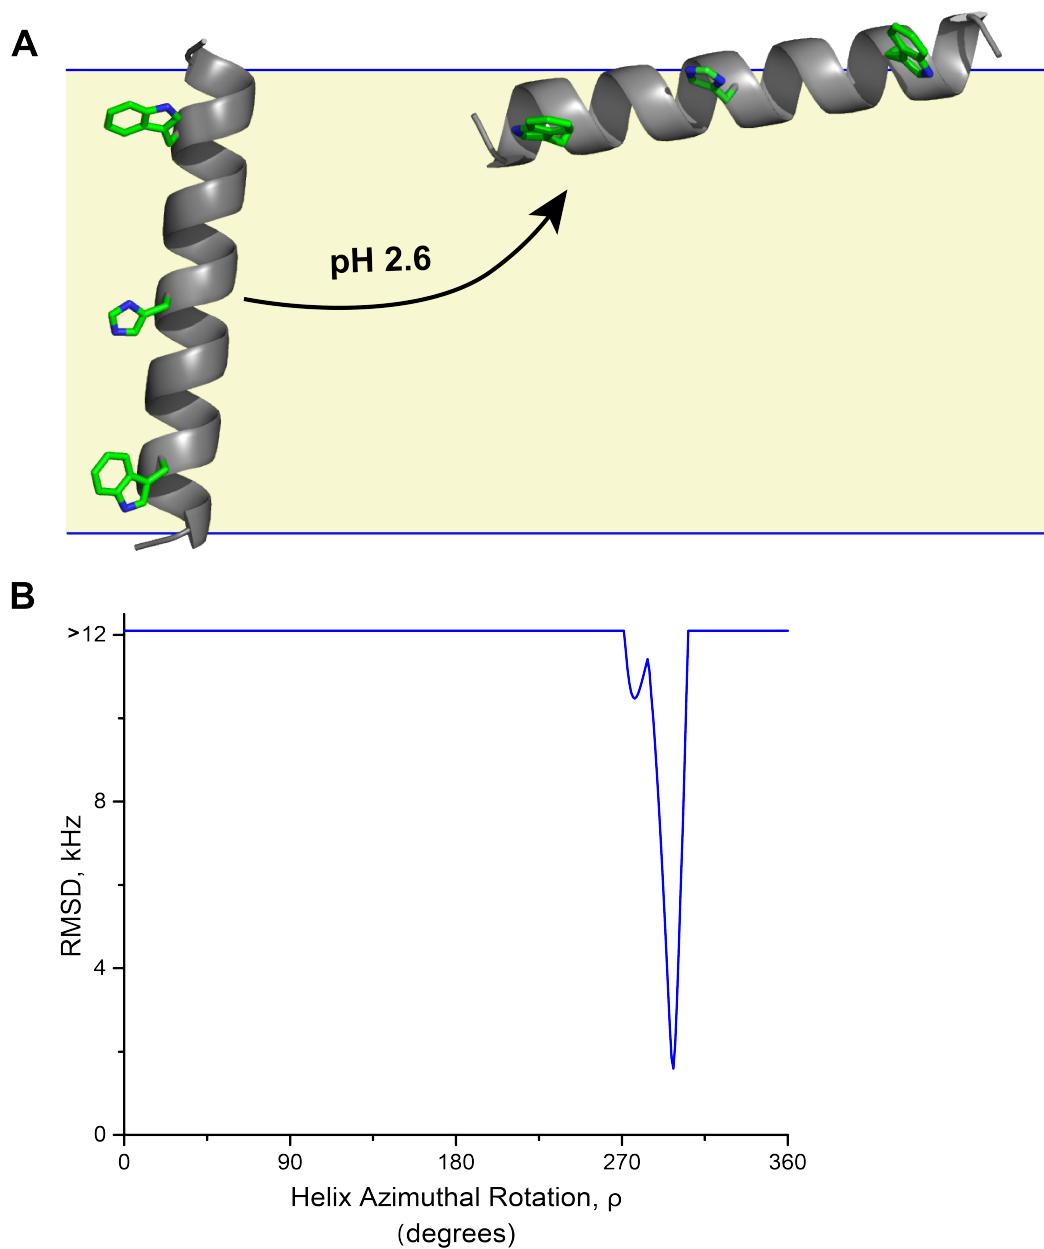 A
pH 2.6
B
>12
8
4
0
RMSD, kHz
0 90 180 270 360
Helix Azimuthal Rotation, ρ
(degrees)